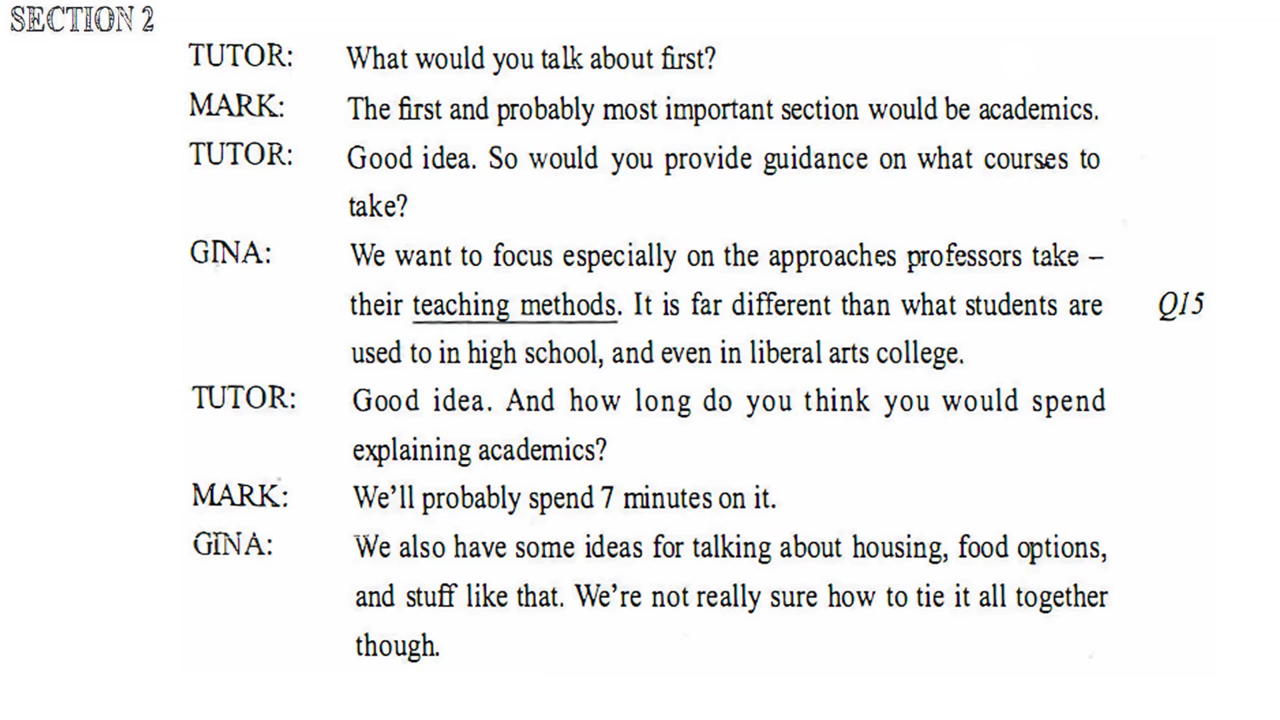 SECTION 2
TUTOR: What would you talk about first?
MARK: The first and probably most important section would be academics.
TUTOR: Good idea. So would you provide guidance on what courses to
take?
GINA: We want to focus especially on the approaches professors take –
their teaching methods. It is far different than what students are Q15
used to in high school, and even in liberal arts college.
TUTOR: Good idea. And how long do you think you would spend
explaining academics?
MARK: We'll probably spend 7 minutes on it.
GINA: We also have some ideas for talking about housing, food options,
and stuff like that. We're not really sure how to tie it all together
though.